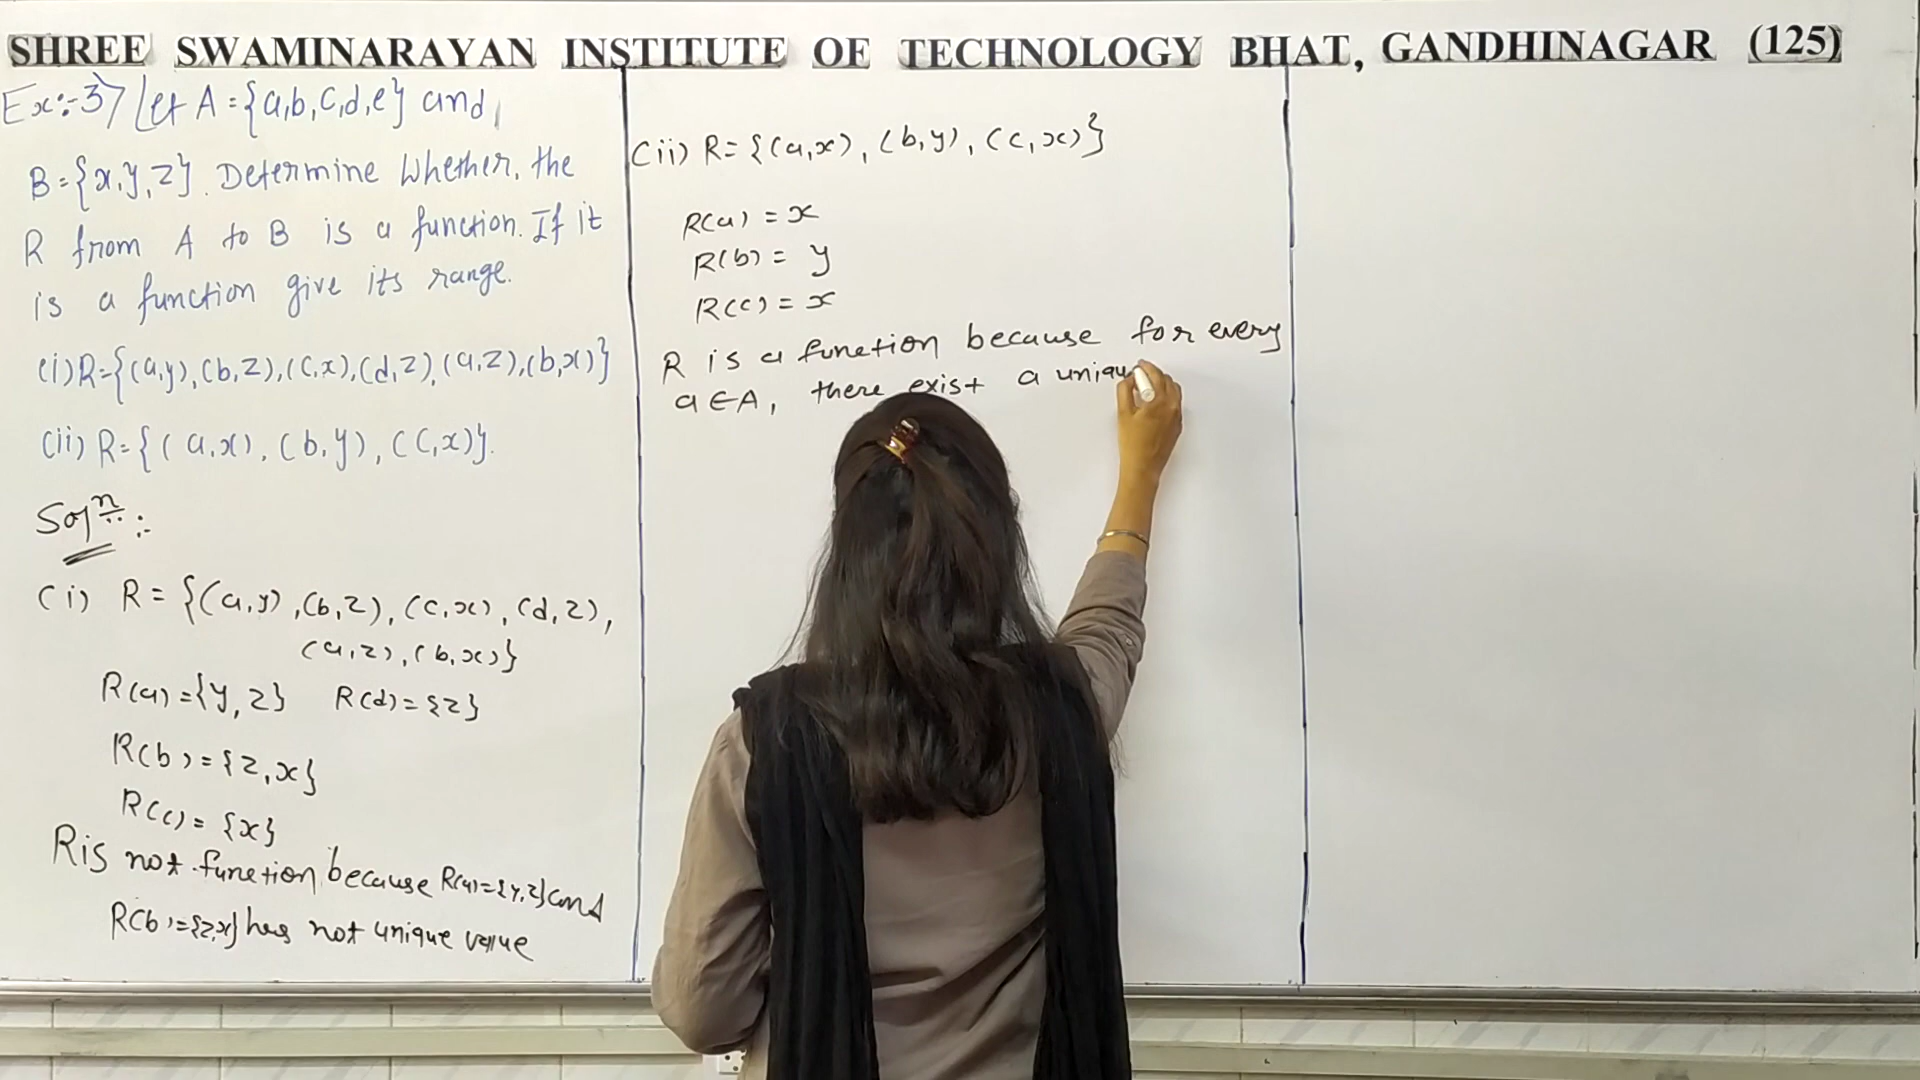 SHREE SWAMINARAYAN INSTITUTE OF TECHNOLOGY BHAT, GANDHINAGAR (125)
Ex:-3> Let A={a,b,c,d,e} and,
B={x,y,z}. Determine whether, the
R from A to B is a function. If it
is a function give its range.
(i) R={(a,y),(b,z),(c,x),(d,z),(a,z),(b,x)}
(ii) R={(a,x),(b,y),(c,x)}.
Solⁿ:-
(i) R={(a,y),(b,z),(c,x),(d,z),
(a,z),(b,x)}
R(a)={y,z} R(d)={z}
R(b)={z,x}
R(c)={x}
R is not function because R(a)={y,z} and
R(b)={z,x} has not unique value
(ii) R={(a,x),(b,y),(c,x)}
R(a)=x
R(b)=y
R(c)=x
R is a function because for every
a∈A, there exist a uniqu